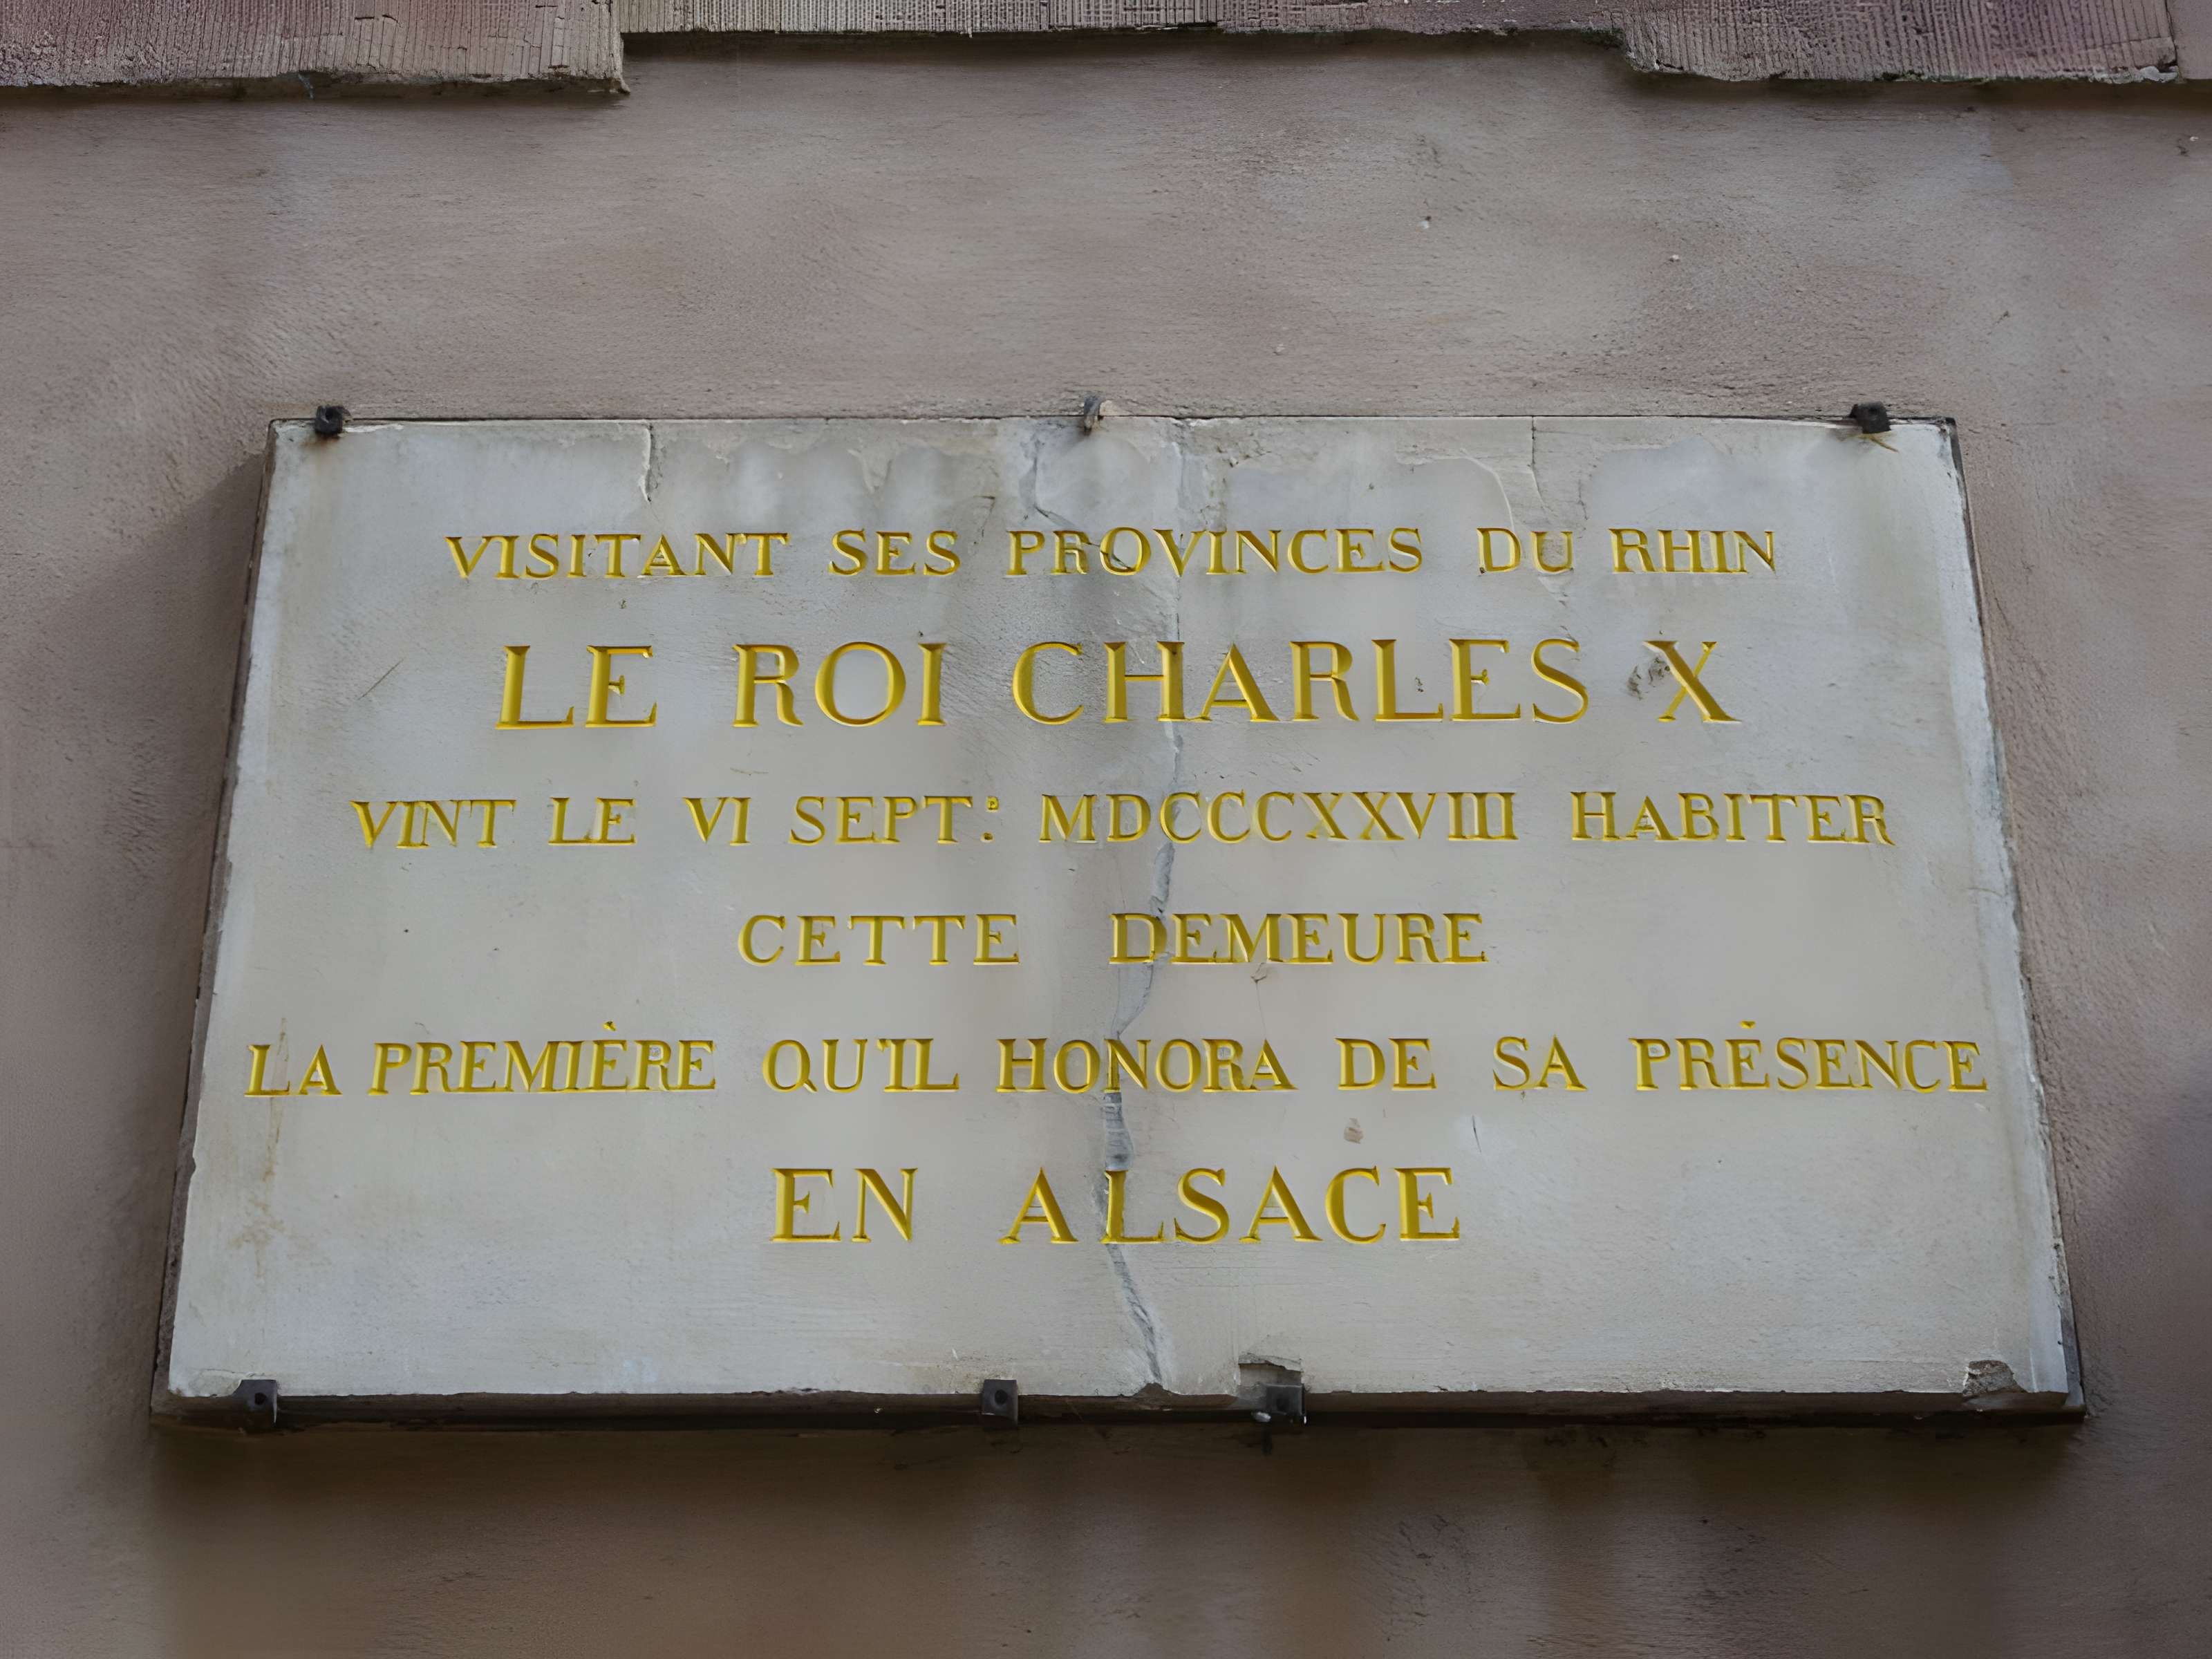 VISITANT SES PROVINCES DU RHIN
LE ROI CHARLES X
VINT LE VI SEPT.ᴱ MDCCCXXVIII HABITER
CETTE DEMEURE
LA PREMIÈRE QU'IL HONORA DE SA PRÉSENCE
EN ALSACE